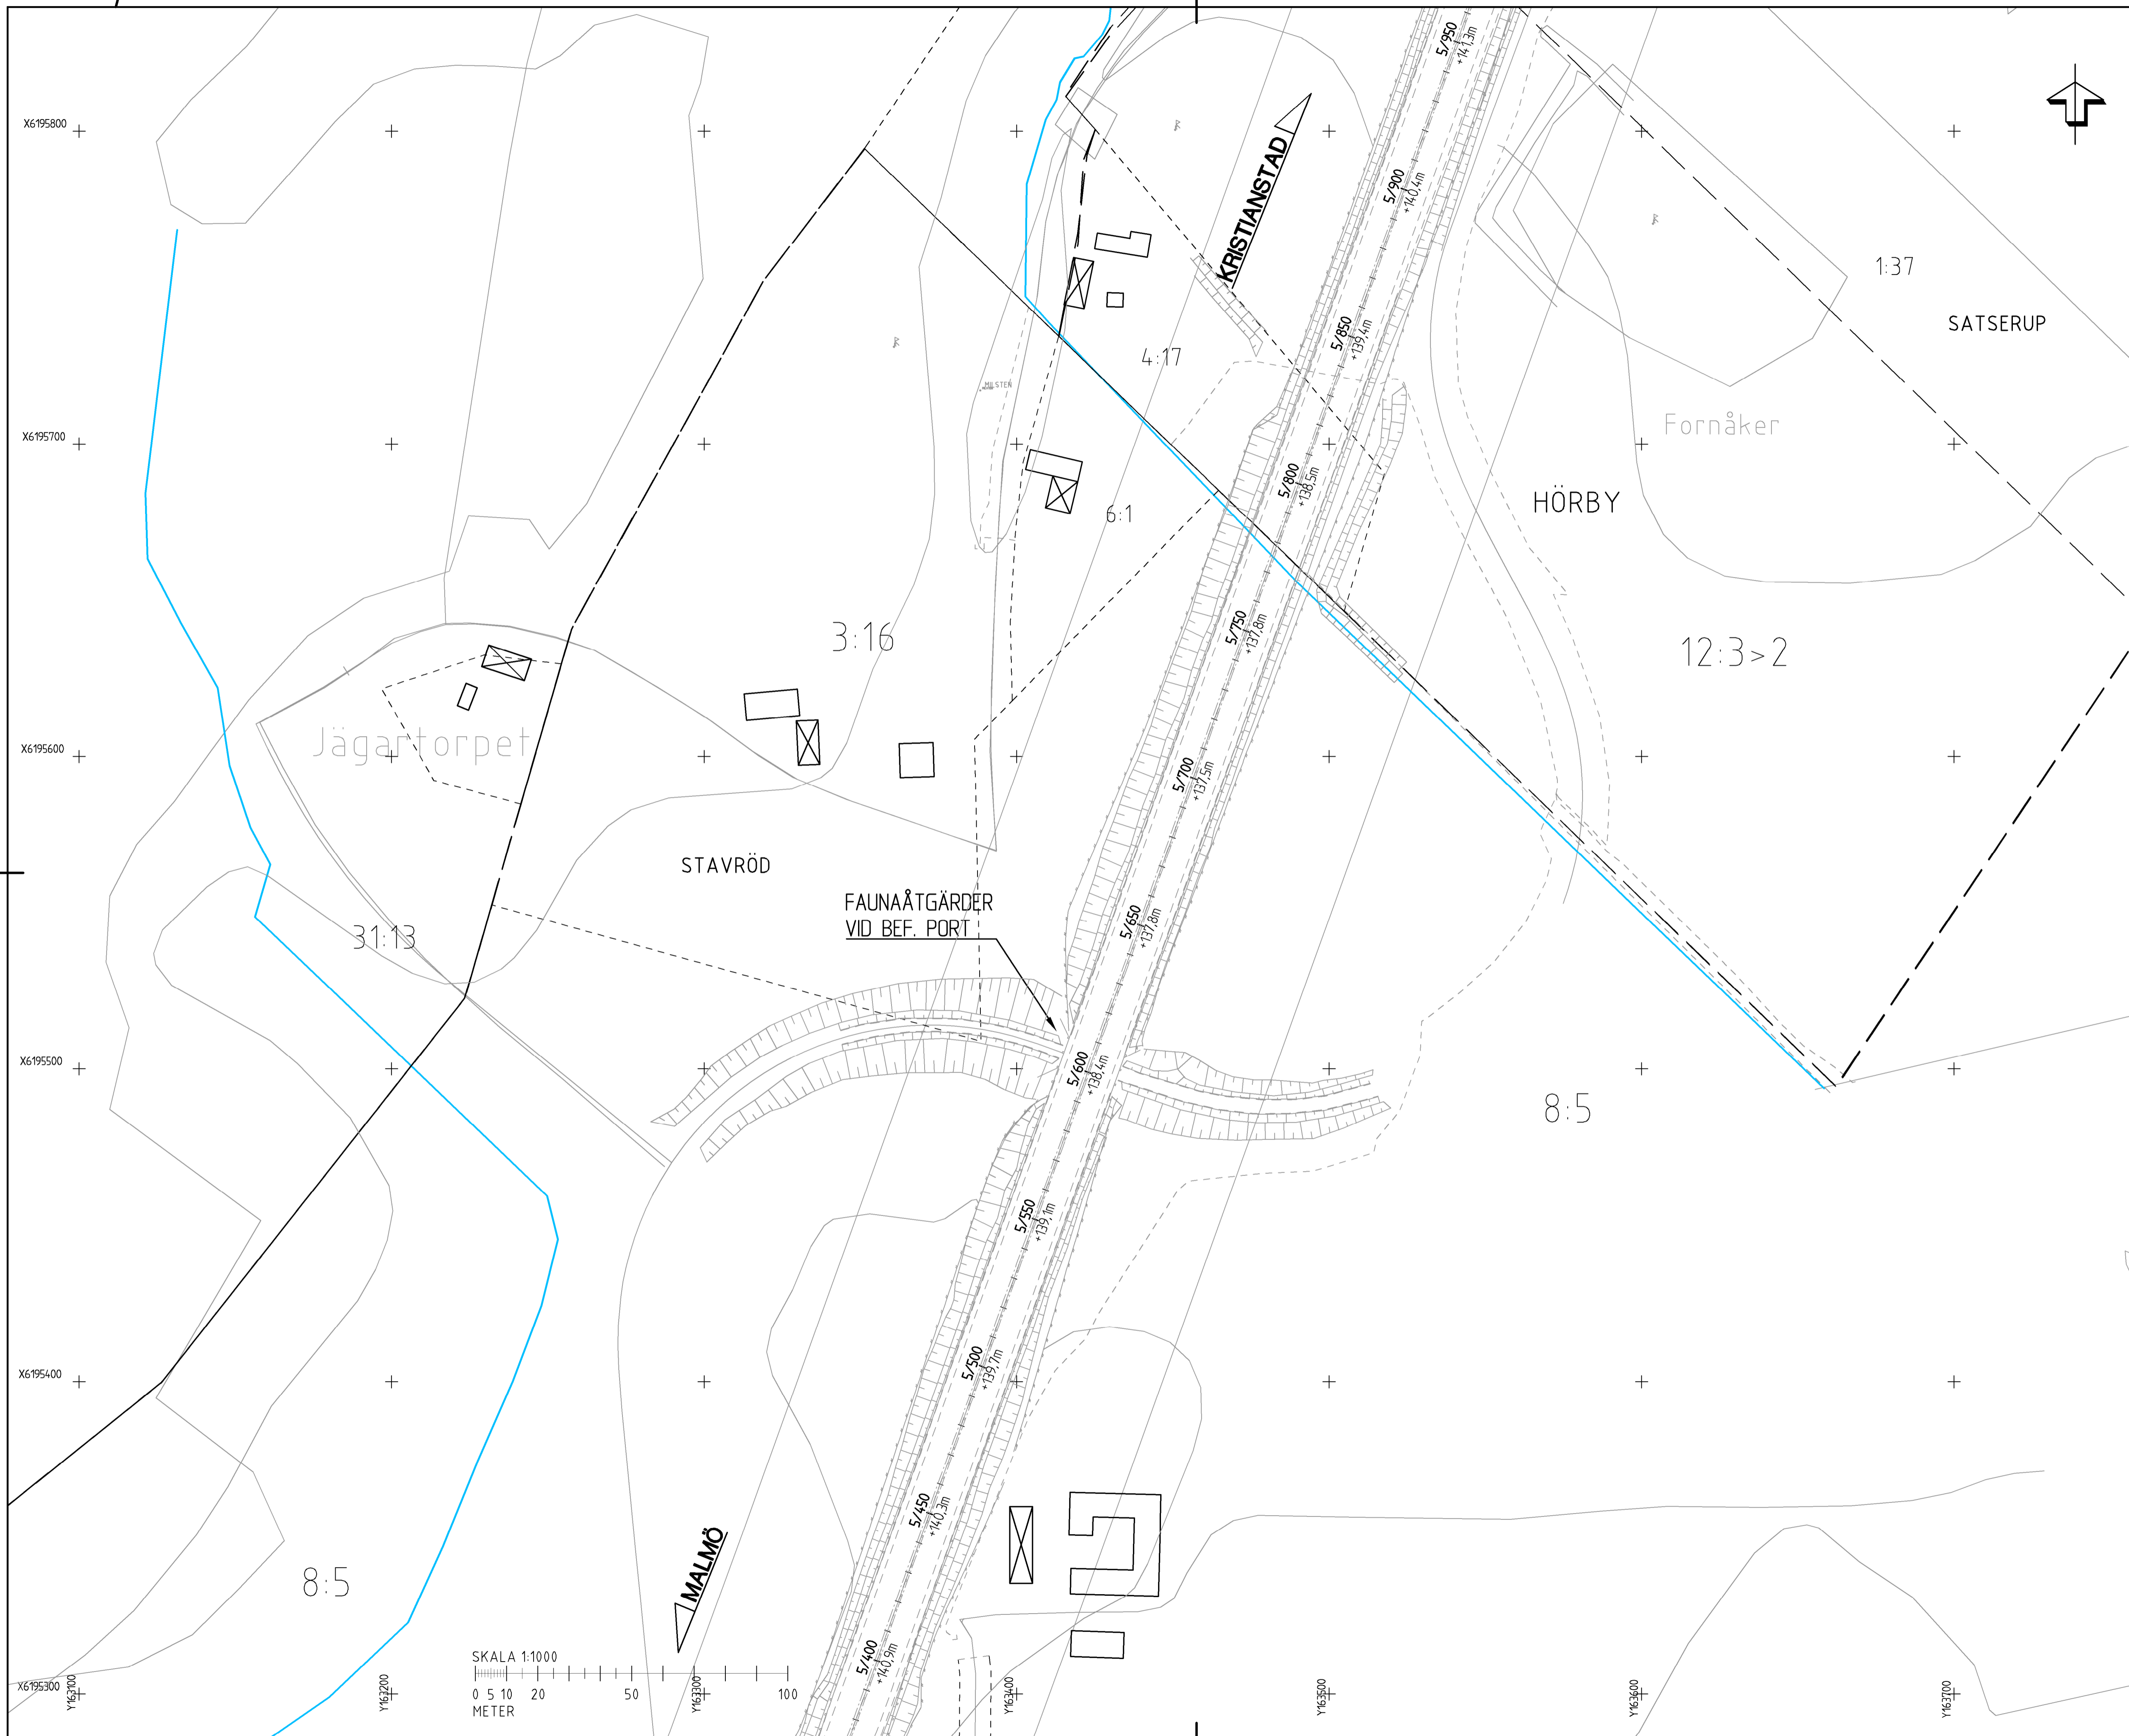 5/950
+141,3m
X6195800
KRISTIANSTAD
5/900
+140,4m
1:37
SATSERUP
5/850
+139,4m
4:17
MILSTEN
Fornåker
X6195700
5/800
+138,5m
HÖRBY
6:1
3:16
5/750
+137,8m
12:3>2
Jägartorpet
X6195600
5/700
+137,5m
STAVRÖD
FAUNAÅTGÄRDER
VID BEF. PORT
31:13
5/650
+137,8m
X6195500
5/600
+138,4m
8:5
5/550
+139,1m
X6195400
5/500
+139,7m
5/450
+140,3m
MALMÖ
8:5
5/400
+140,9m
SKALA 1:1000
0 5 10 20 50 100
METER
X6195300
Y163100
Y163200
Y163300
Y163400
Y163500
Y163600
Y163700